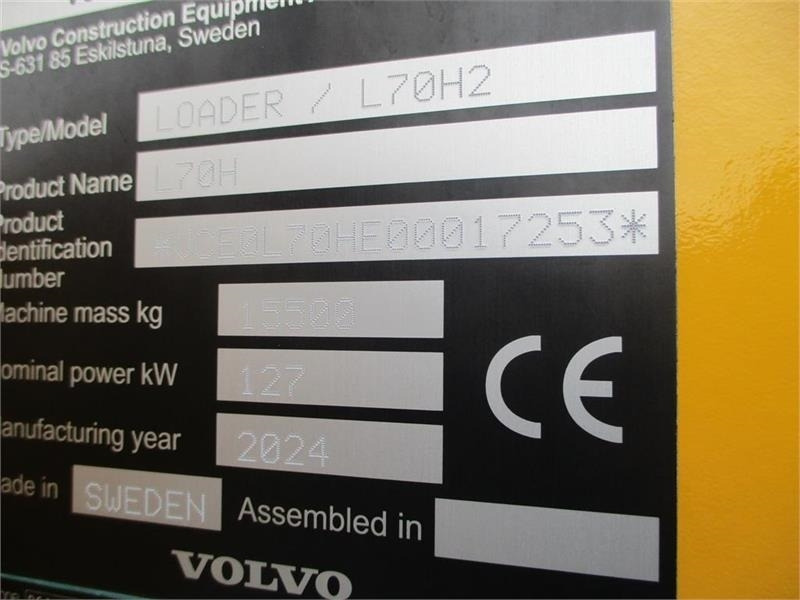 Volvo Construction Equipment
S-631 85 Eskilstuna, Sweden
Type/Model LOADER / L70H2
Product Name L70H
Product
dentification
umber *VCE0L70HE00017253*
Machine mass kg 15500
ominal power kW 127
anufacturing year 2024
ade in SWEDEN Assembled in
CE
VOLVO